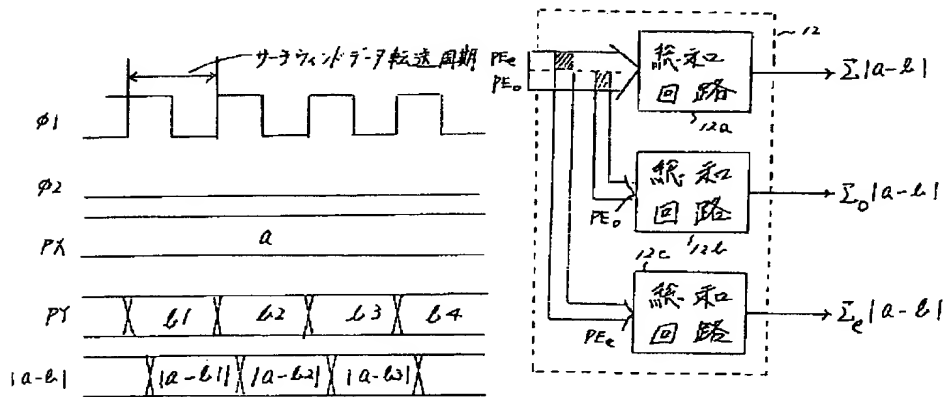 サーチウィンドデータ転送周期
φ1
φ2
PX
a
PY
b1
b2
b3
b4
|a-b|
|a-b1|
|a-b2|
|a-b3|
12
PEe
PEo
総和
回路
12a
Σ|a-b|
総和
回路
PEo
12b
Σo|a-b|
12c
総和
回路
PEe
Σe|a-b|